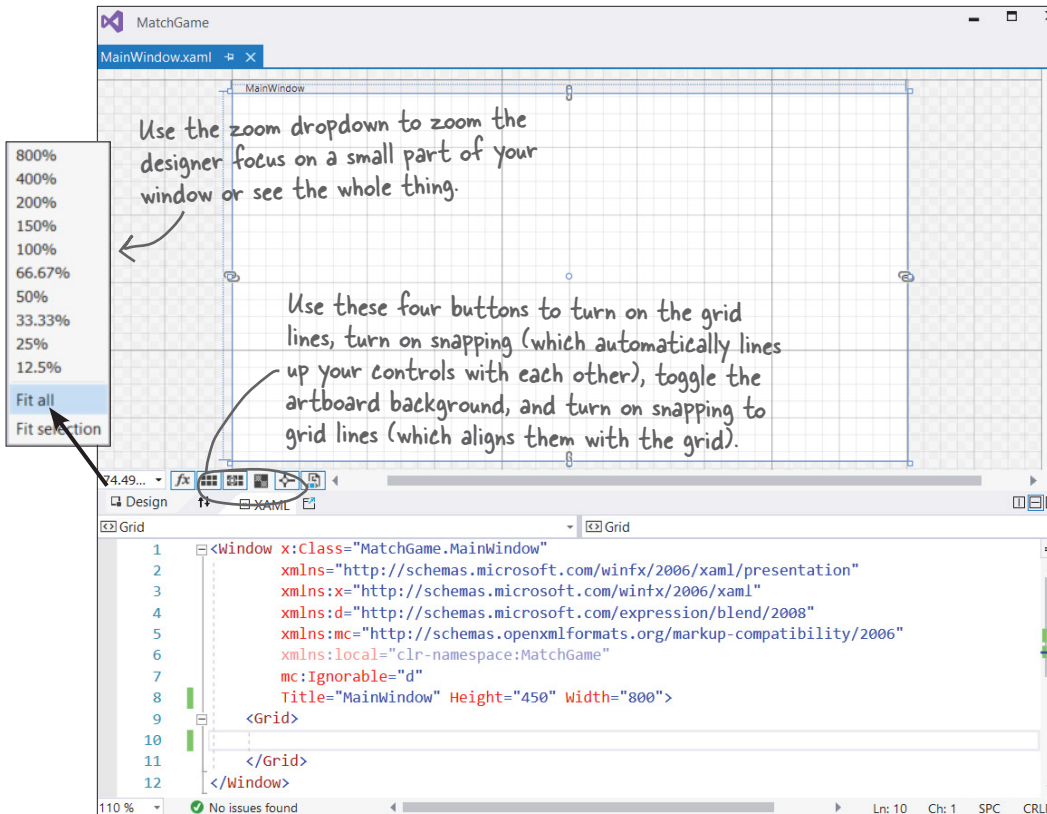 MatchGame
MainWindow.xaml
MainWindow
Use the zoom dropdown to zoom the
designer focus on a small part of your
window or see the whole thing.
800%
400%
200%
150%
100%
66.67%
50%
33.33%
25%
12.5%
Fit all
Fit selection
Use these four buttons to turn on the grid
lines, turn on snapping (which automatically lines
up your controls with each other), toggle the
artboard background, and turn on snapping to
grid lines (which aligns them with the grid).
74.49... fx
Design XAML
Grid Grid
1 <Window x:Class="MatchGame.MainWindow"
2 xmlns="http://schemas.microsoft.com/winfx/2006/xaml/presentation"
3 xmlns:x="http://schemas.microsoft.com/winfx/2006/xaml"
4 xmlns:d="http://schemas.microsoft.com/expression/blend/2008"
5 xmlns:mc="http://schemas.openxmlformats.org/markup-compatibility/2006"
6 xmlns:local="clr-namespace:MatchGame"
7 mc:Ignorable="d"
8 Title="MainWindow" Height="450" Width="800">
9 <Grid>
10
11 </Grid>
12 </Window>
110 % No issues found Ln: 10 Ch: 1 SPC